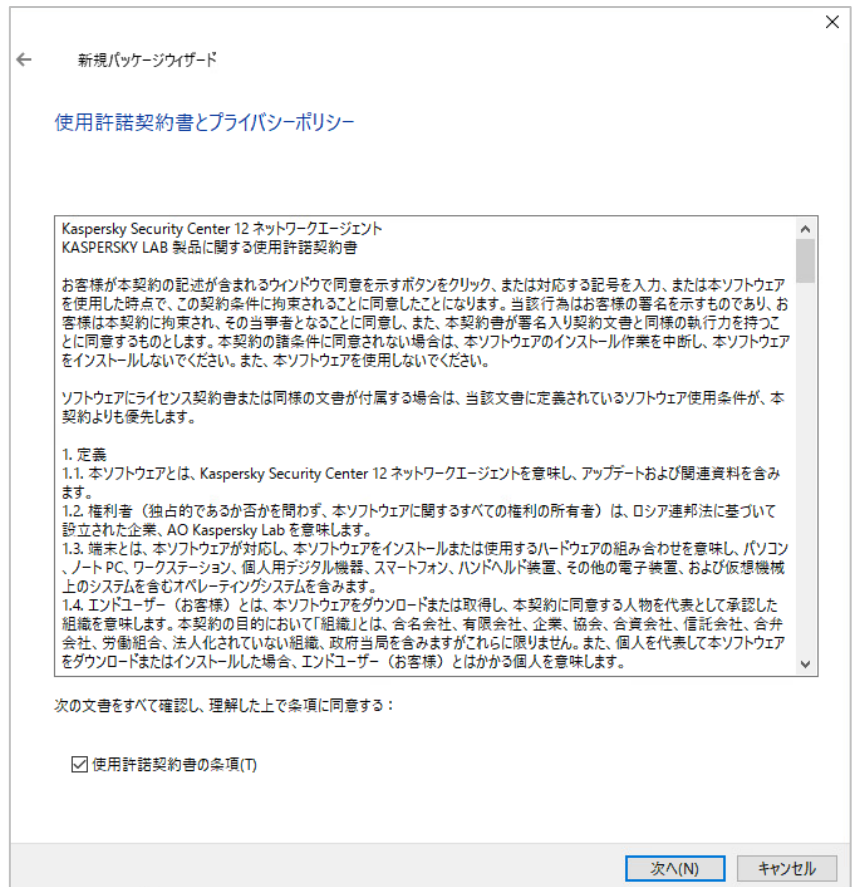 新規パッケージウィザード
使用許諾契約書とプライバシーポリシー
Kaspersky Security Center 12 ネットワークエージェント
KASPERSKY LAB 製品に関する使用許諾契約書
お客様が本契約の記述が含まれるウィンドウで同意を示すボタンをクリック、または対応する記号を入力、または本ソフトウェア
を使用した時点で、この契約条件に拘束されることに同意したことになります。当該行為はお客様の署名を示すものであり、お
客様は本契約に拘束され、その当事者となることに同意し、また、本契約書が署名入り契約文書と同様の執行力を持つこ
とに同意するものとします。本契約の諸条件に同意されない場合は、本ソフトウェアのインストール作業を中断し、本ソフトウェア
をインストールしないでください。また、本ソフトウェアを使用しないでください。
ソフトウェアにライセンス契約書または同様の文書が付属する場合は、当該文書に定義されているソフトウェア使用条件が、本
契約よりも優先します。
1. 定義
1.1. 本ソフトウェアとは、Kaspersky Security Center 12 ネットワークエージェントを意味し、アップデートおよび関連資料を含み
ます。
1.2. 権利者（独占的であるか否かを問わず、本ソフトウェアに関するすべての権利の所有者）は、ロシア連邦法に基づいて
設立された企業、AO Kaspersky Lab を意味します。
1.3. 端末とは、本ソフトウェアが対応し、本ソフトウェアをインストールまたは使用するハードウェアの組み合わせを意味し、パソコン
、ノート PC、ワークステーション、個人用デジタル機器、スマートフォン、ハンドヘルド装置、その他の電子装置、および仮想機械
上のシステムを含むオペレーティングシステムを含みます。
1.4. エンドユーザー（お客様）とは、本ソフトウェアをダウンロードまたは取得し、本契約に同意する人物を代表として承認した
組織を意味します。本契約の目的において「組織」とは、合名会社、有限会社、企業、協会、合資会社、信託会社、合弁
会社、労働組合、法人化されていない組織、政府当局を含みますがこれらに限りません。また、個人を代表して本ソフトウェア
をダウンロードまたはインストールした場合、エンドユーザー（お客様）とはかかる個人を意味します。
次の文書をすべて確認し、理解した上で条項に同意する：
使用許諾契約書の条項(T)
次へ(N) キャンセル